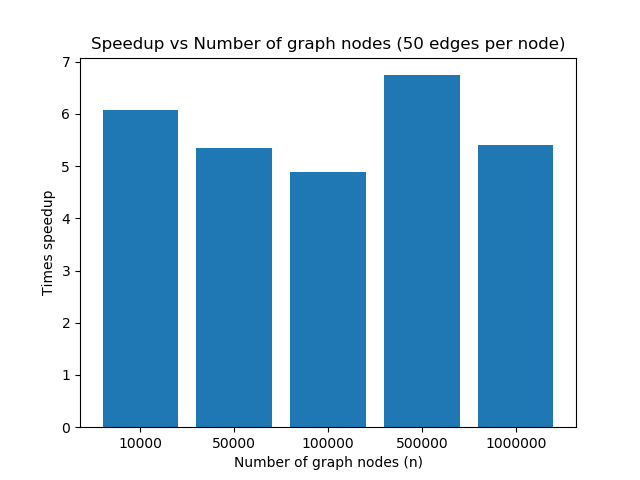 Speedup vs Number of graph nodes (50 edges per node)
7
6
5
4
3
2
1
0
Times speedup
10000 50000 100000 500000 1000000
Number of graph nodes (n)